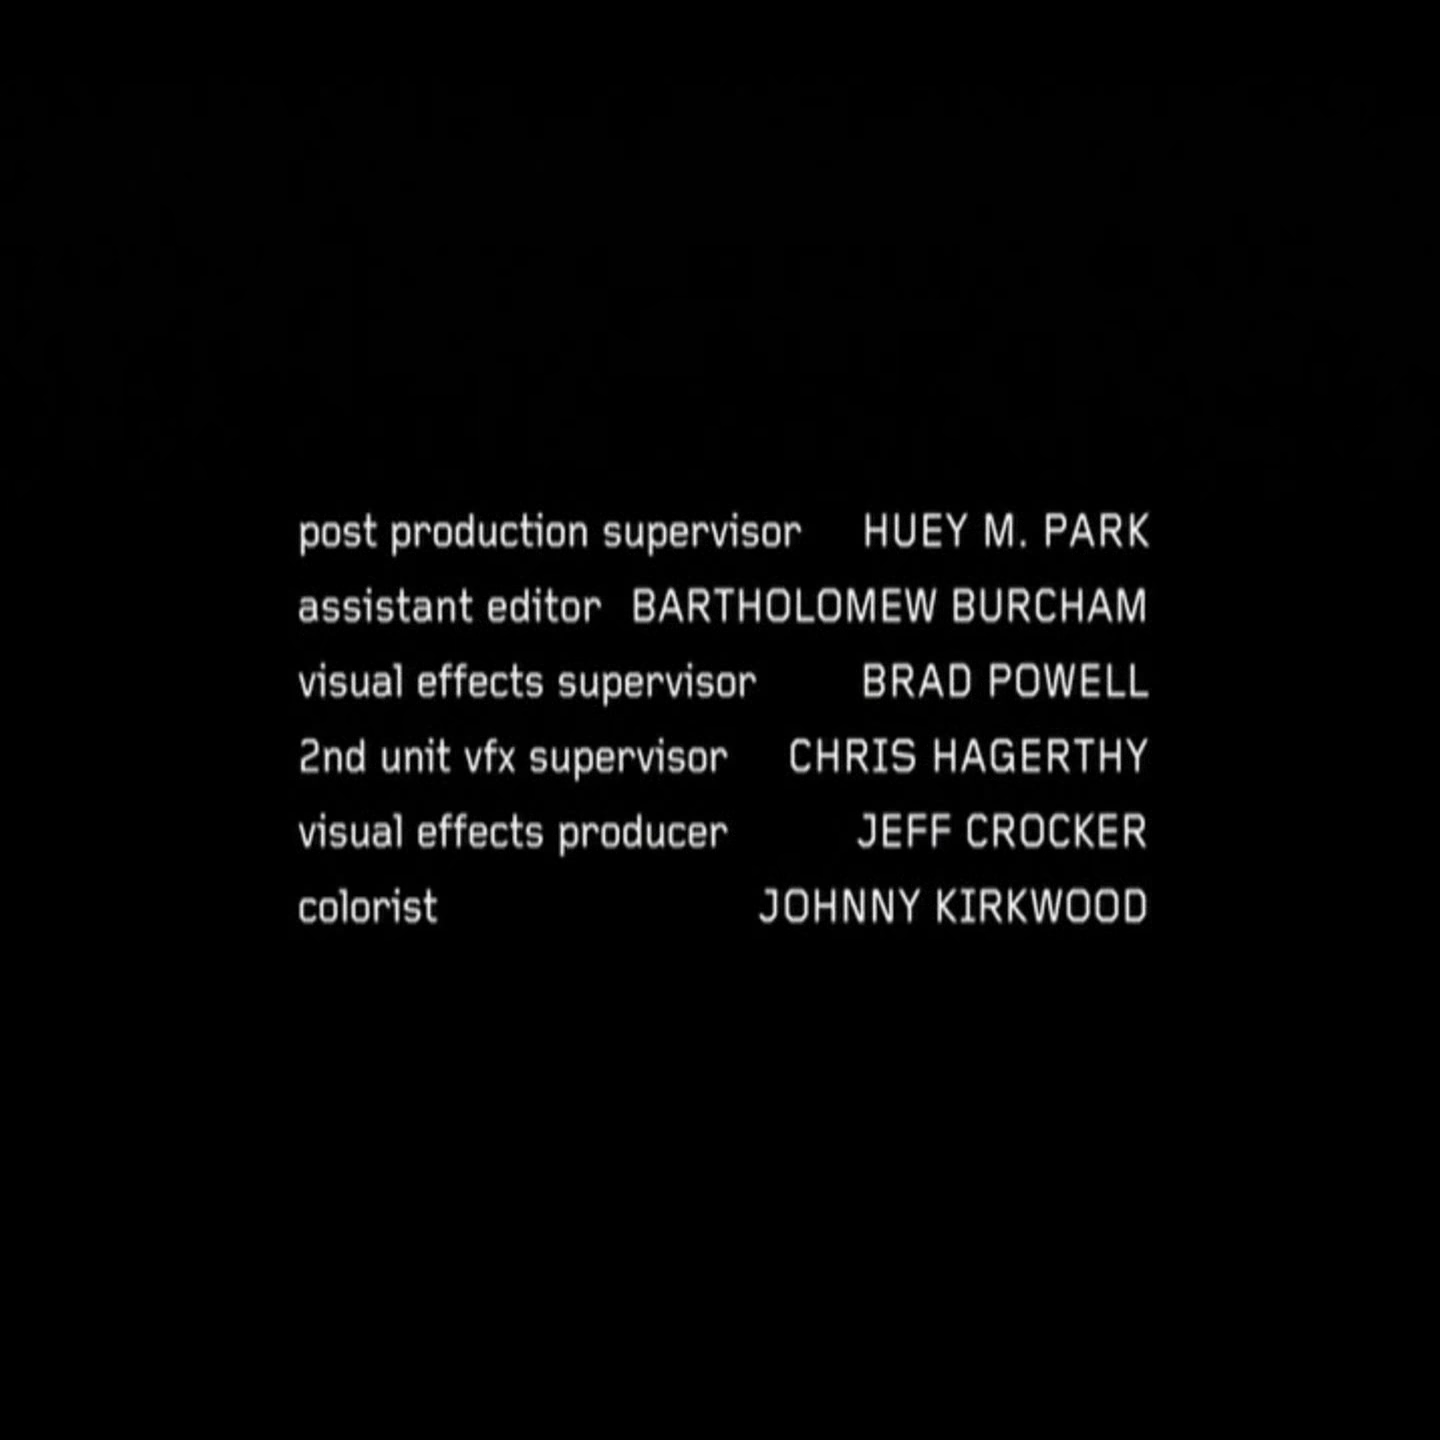 post production supervisor HUEY M. PARK
assistant editor BARTHOLOMEW BURCHAM
visual effects supervisor BRAD POWELL
2nd unit vfx supervisor CHRIS HAGERTHY
visual effects producer JEFF CROCKER
colorist JOHNNY KIRKWOOD